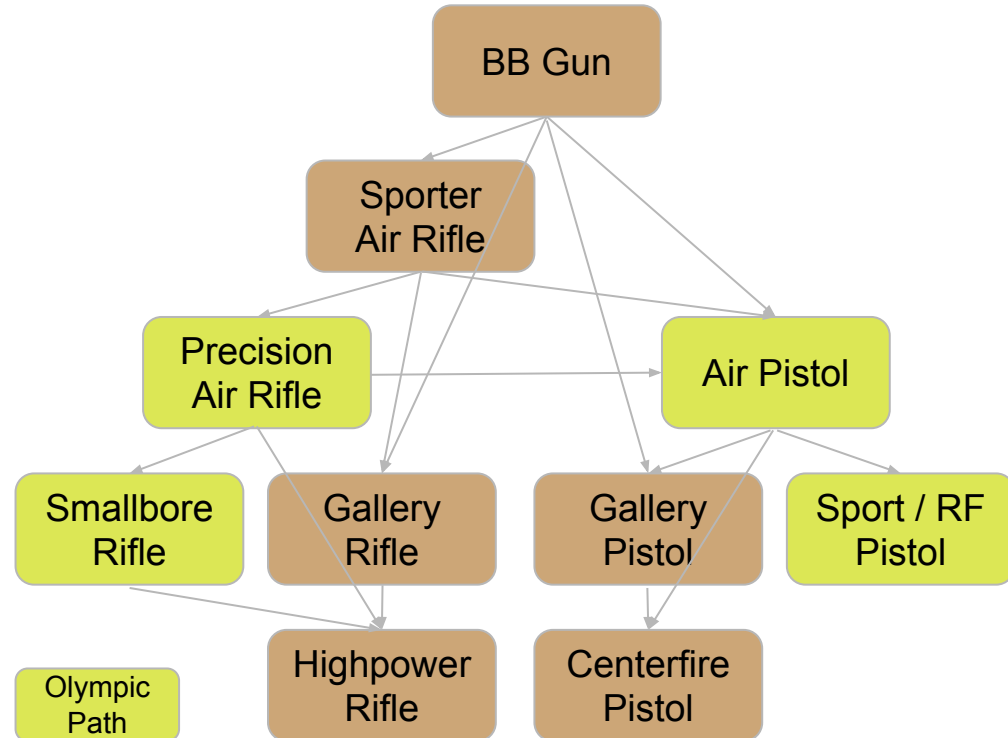 BB Gun
Sporter
Air Rifle
Precision
Air Rifle
Air Pistol
Smallbore
Rifle
Gallery
Rifle
Gallery
Pistol
Sport / RF
Pistol
Highpower
Rifle
Centerfire
Pistol
Olympic
Path